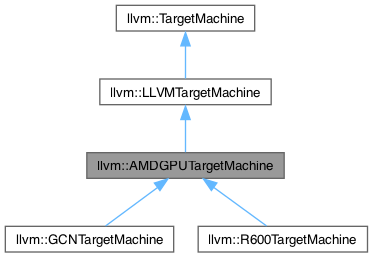 llvm::TargetMachine
llvm::LLVMTargetMachine
llvm::AMDGPUTargetMachine
llvm::GCNTargetMachine
llvm::R600TargetMachine